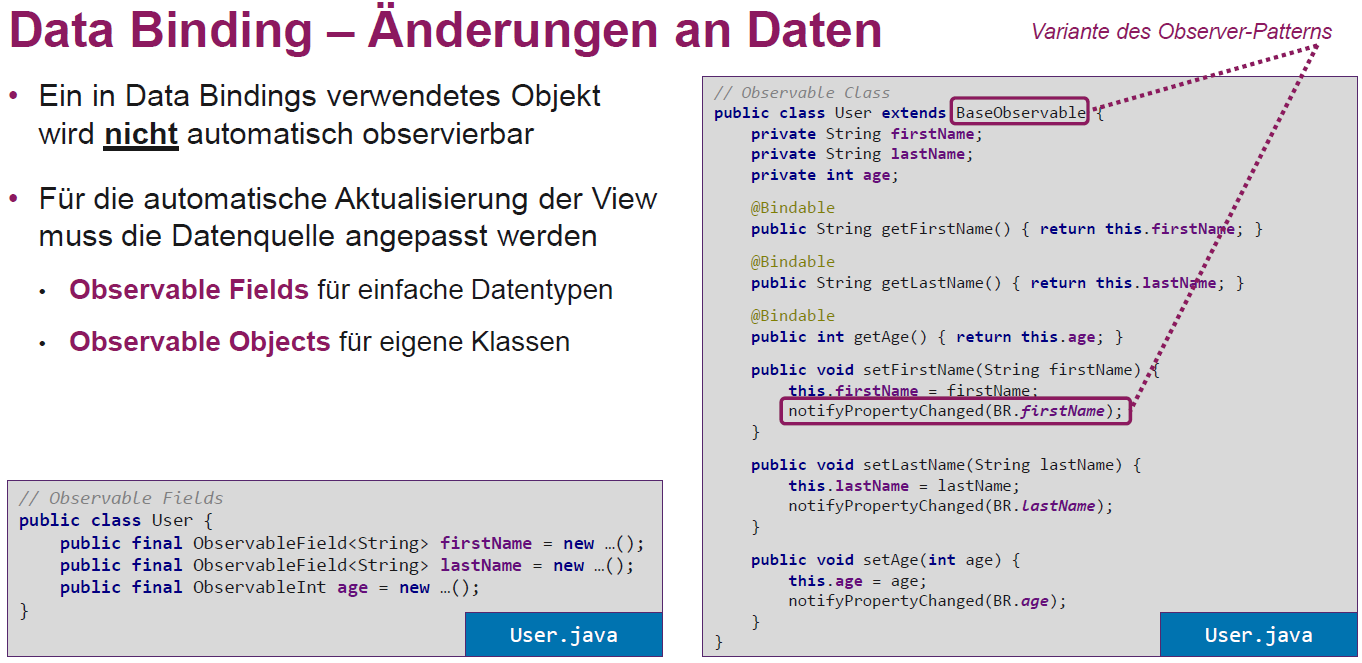 Data Binding – Änderungen an Daten
Variante des Observer-Patterns
• Ein in Data Bindings verwendetes Objekt
wird nicht automatisch observierbar
• Für die automatische Aktualisierung der View
muss die Datenquelle angepasst werden
• Observable Fields für einfache Datentypen
• Observable Objects für eigene Klassen
// Observable Fields
public class User {
    public final ObservableField<String> firstName = new …();
    public final ObservableField<String> lastName = new …();
    public final ObservableInt age = new …();
}
User.java
// Observable Class
public class User extends BaseObservable {
    private String firstName;
    private String lastName;
    private int age;
    @Bindable
    public String getFirstName() { return this.firstName; }
    @Bindable
    public String getLastName() { return this.lastName; }
    @Bindable
    public int getAge() { return this.age; }
    public void setFirstName(String firstName) {
        this.firstName = firstName;
        notifyPropertyChanged(BR.firstName);
    }
    public void setLastName(String lastName) {
        this.lastName = lastName;
        notifyPropertyChanged(BR.lastName);
    }
    public void setAge(int age) {
        this.age = age;
        notifyPropertyChanged(BR.age);
    }
}
User.java